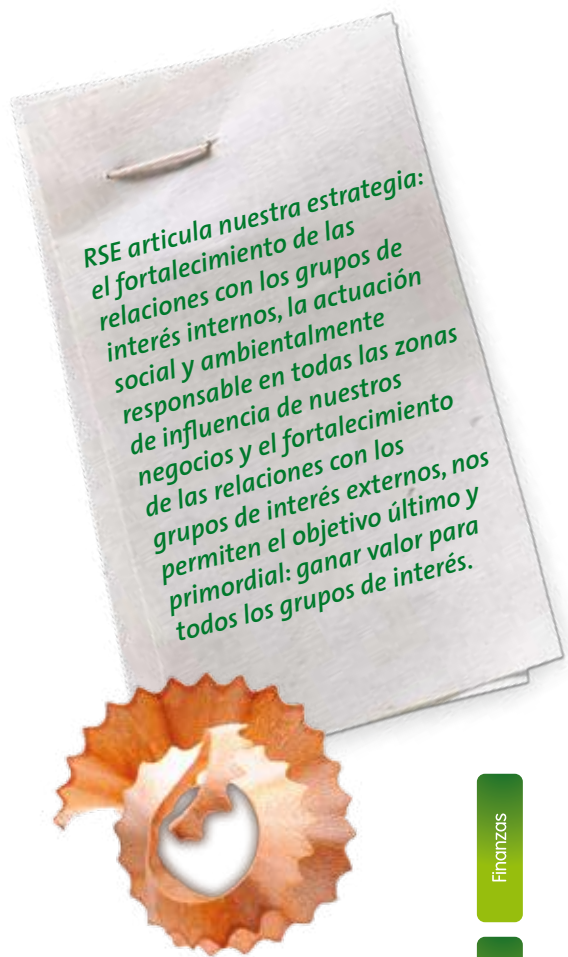 RSE articula nuestra estrategia:
el fortalecimiento de las
relaciones con los grupos de
interés internos, la actuación
social y ambientalmente
responsable en todas las zonas
de influencia de nuestros
negocios y el fortalecimiento
de las relaciones con los
grupos de interés externos, nos
permiten el objetivo último y
primordial: ganar valor para
todos los grupos de interés.
Finanzas